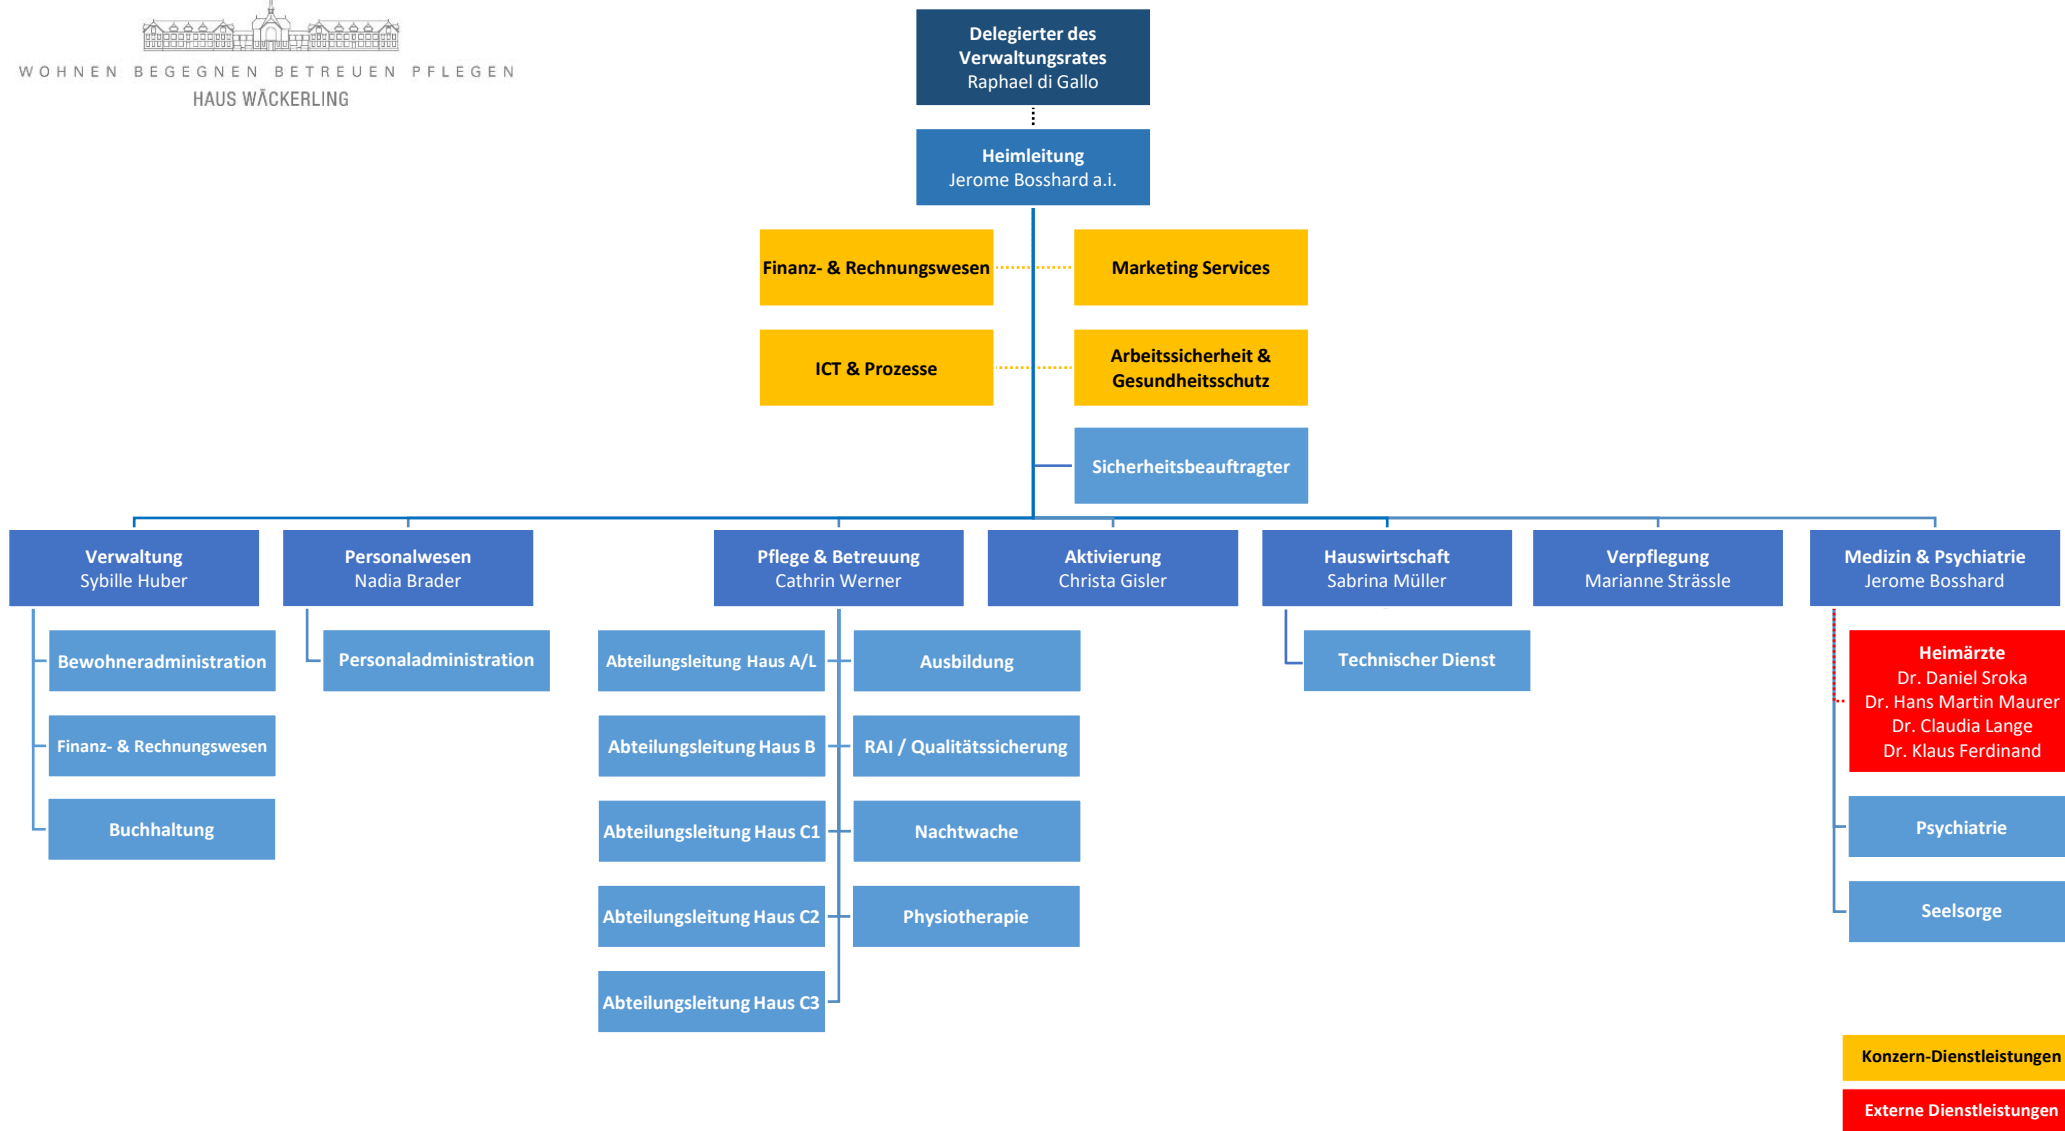 WOHNEN BEGEGNEN BETREUEN PFLEGEN
HAUS WÄCKERLING
Delegierter des
Verwaltungsrates
Raphael di Gallo
Heimleitung
Jerome Bosshard a.i.
Finanz- & Rechnungswesen
Marketing Services
ICT & Prozesse
Arbeitssicherheit &
Gesundheitsschutz
Sicherheitsbeauftragter
Verwaltung
Sybille Huber
Personalwesen
Nadia Brader
Pflege & Betreuung
Cathrin Werner
Aktivierung
Christa Gisler
Hauswirtschaft
Sabrina Müller
Verpflegung
Marianne Strässle
Medizin & Psychiatrie
Jerome Bosshard
Bewohneradministration
Finanz- & Rechnungswesen
Buchhaltung
Personaladministration
Abteilungsleitung Haus A/L
Abteilungsleitung Haus B
Abteilungsleitung Haus C1
Abteilungsleitung Haus C2
Abteilungsleitung Haus C3
Ausbildung
RAI / Qualitätssicherung
Nachtwache
Physiotherapie
Technischer Dienst
Heimärzte
Dr. Daniel Sroka
Dr. Hans Martin Maurer
Dr. Claudia Lange
Dr. Klaus Ferdinand
Psychiatrie
Seelsorge
Konzern-Dienstleistungen
Externe Dienstleistungen